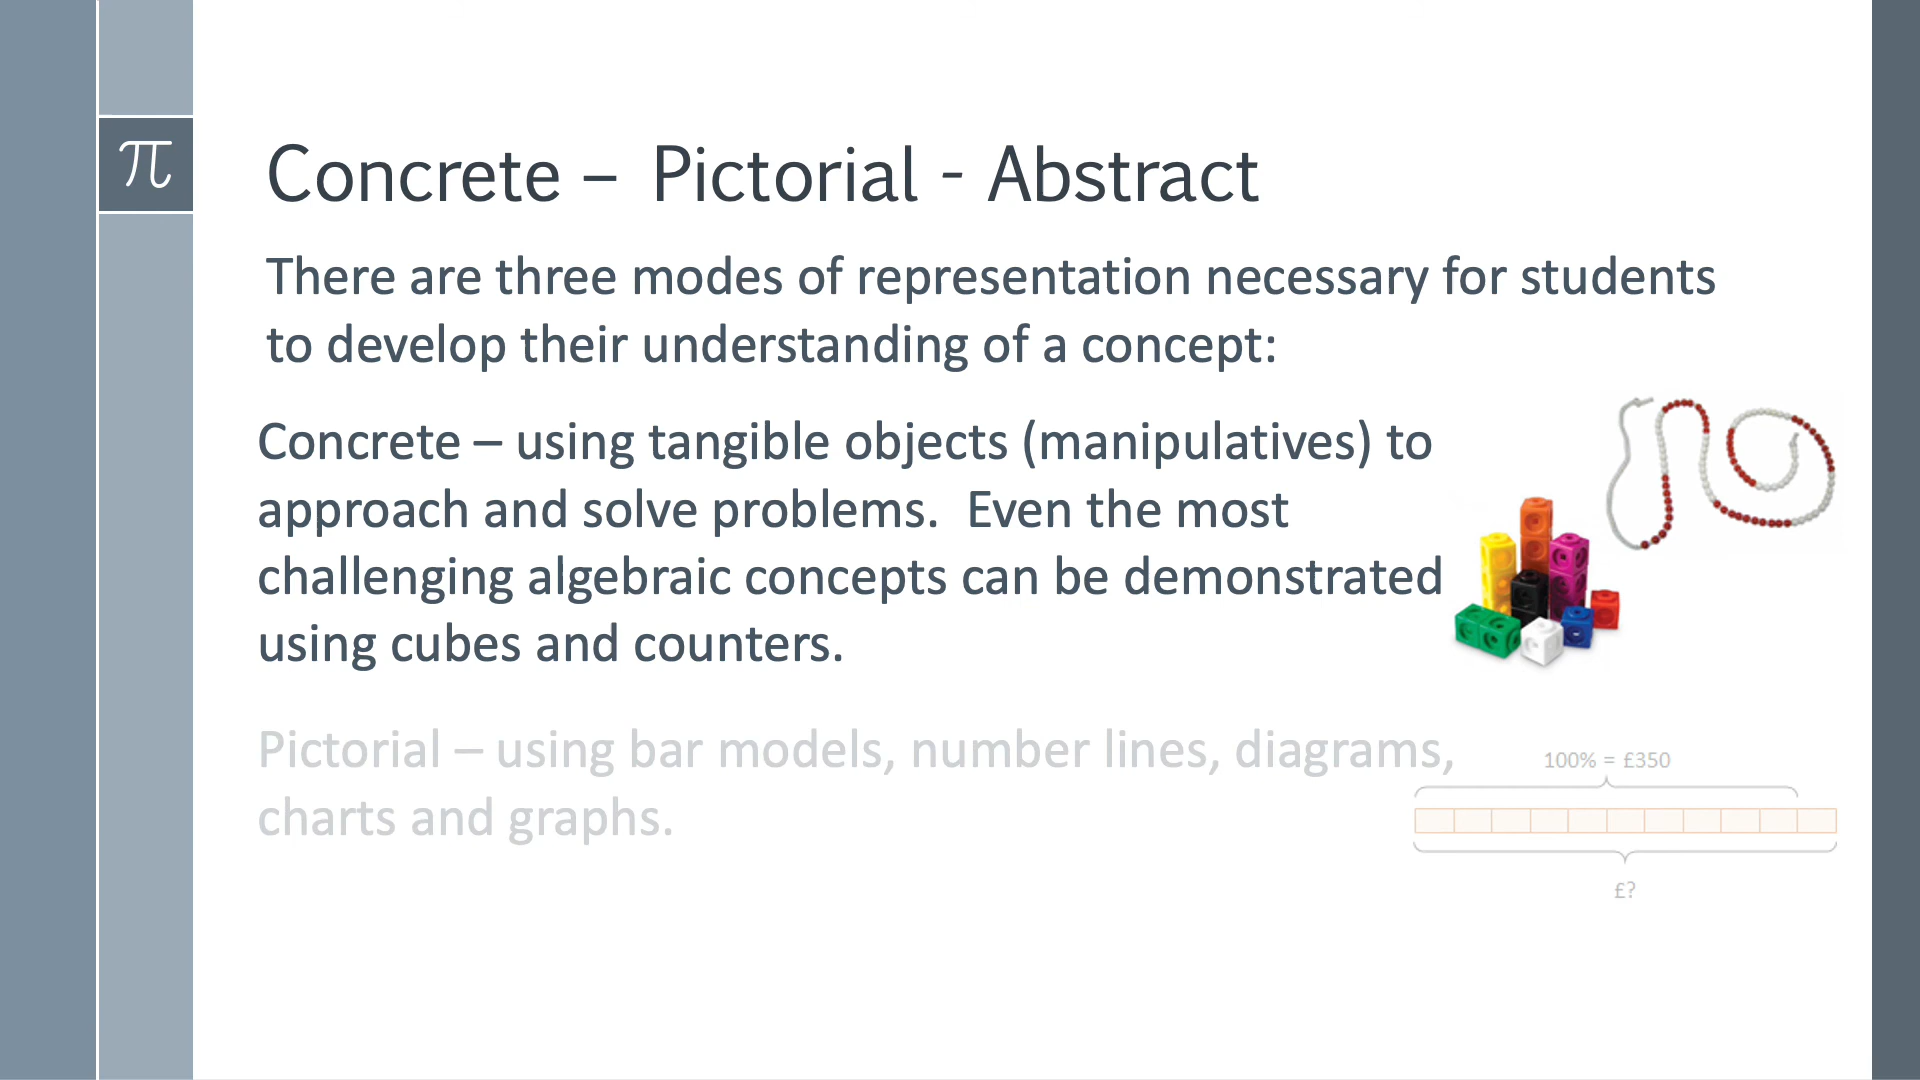 π
Concrete – Pictorial - Abstract
There are three modes of representation necessary for students
to develop their understanding of a concept:
Concrete – using tangible objects (manipulatives) to
approach and solve problems.  Even the most
challenging algebraic concepts can be demonstrated
using cubes and counters.
Pictorial – using bar models, number lines, diagrams,
charts and graphs.
100% = £350
£?